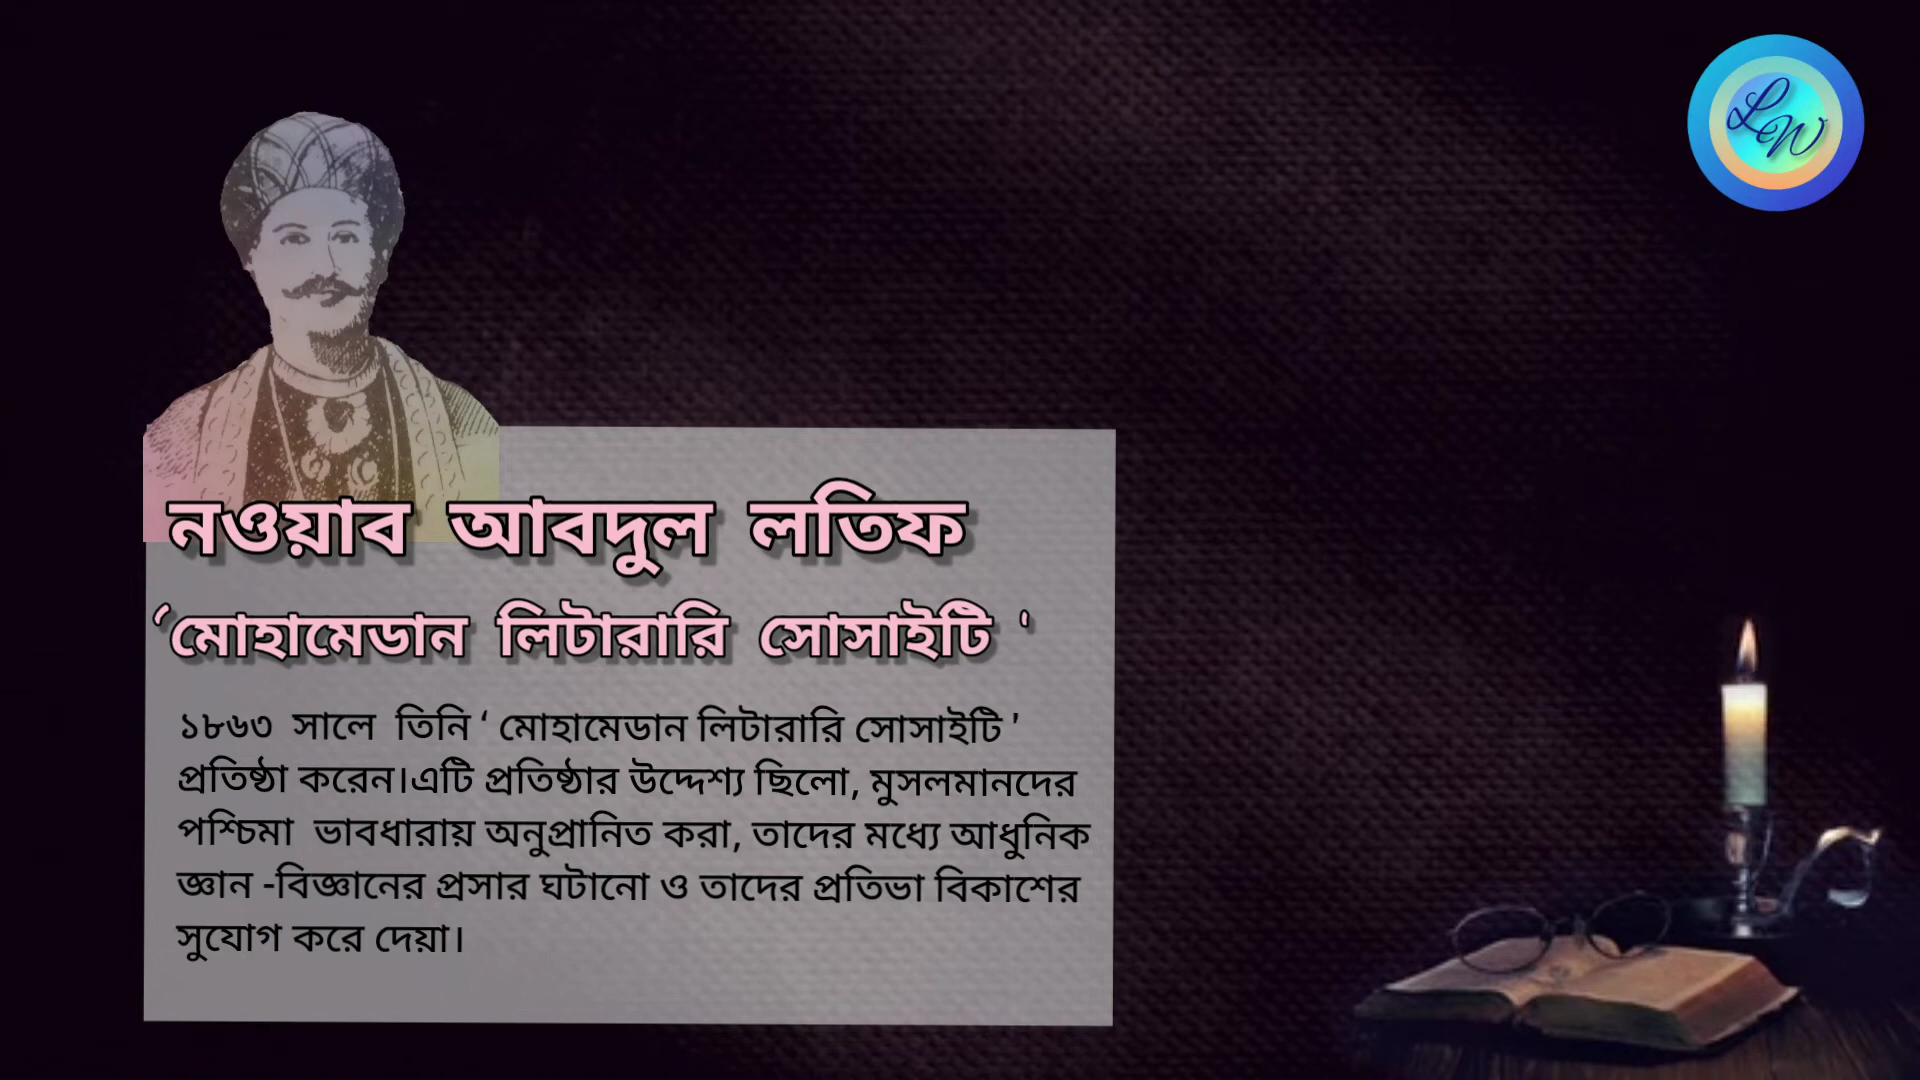 LW
নওয়াব আবদুল লতিফ
‘মোহামেডান লিটারারি সোসাইটি '
১৮৬৩ সালে তিনি ‘ মোহামেডান লিটারারি সোসাইটি '
প্রতিষ্ঠা করেন।এটি প্রতিষ্ঠার উদ্দেশ্য ছিলো, মুসলমানদের
পশ্চিমা ভাবধারায় অনুপ্রানিত করা, তাদের মধ্যে আধুনিক
জ্ঞান -বিজ্ঞানের প্রসার ঘটানো ও তাদের প্রতিভা বিকাশের
সুযোগ করে দেয়া।